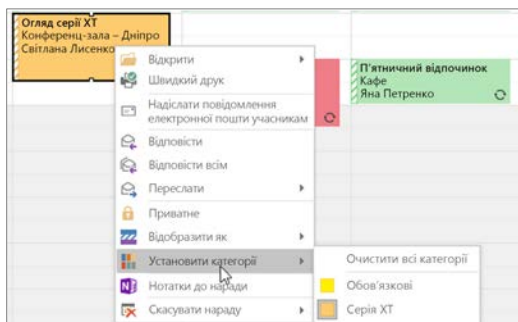 Огляд серії XT
Конференц-зала – Дніпро
Світлана Лисенко
П'ятничний відпочинок
Кафе
Яна Петренко
Відкрити
Швидкий друк
Надіслати повідомлення
електронної пошти учасникам
Відповісти
Відповісти всім
Переслати
Приватне
Відобразити як
Установити категорії
Нотатки до наради
Скасувати нараду
Очистити всі категорії
Обов'язкові
Серія XT